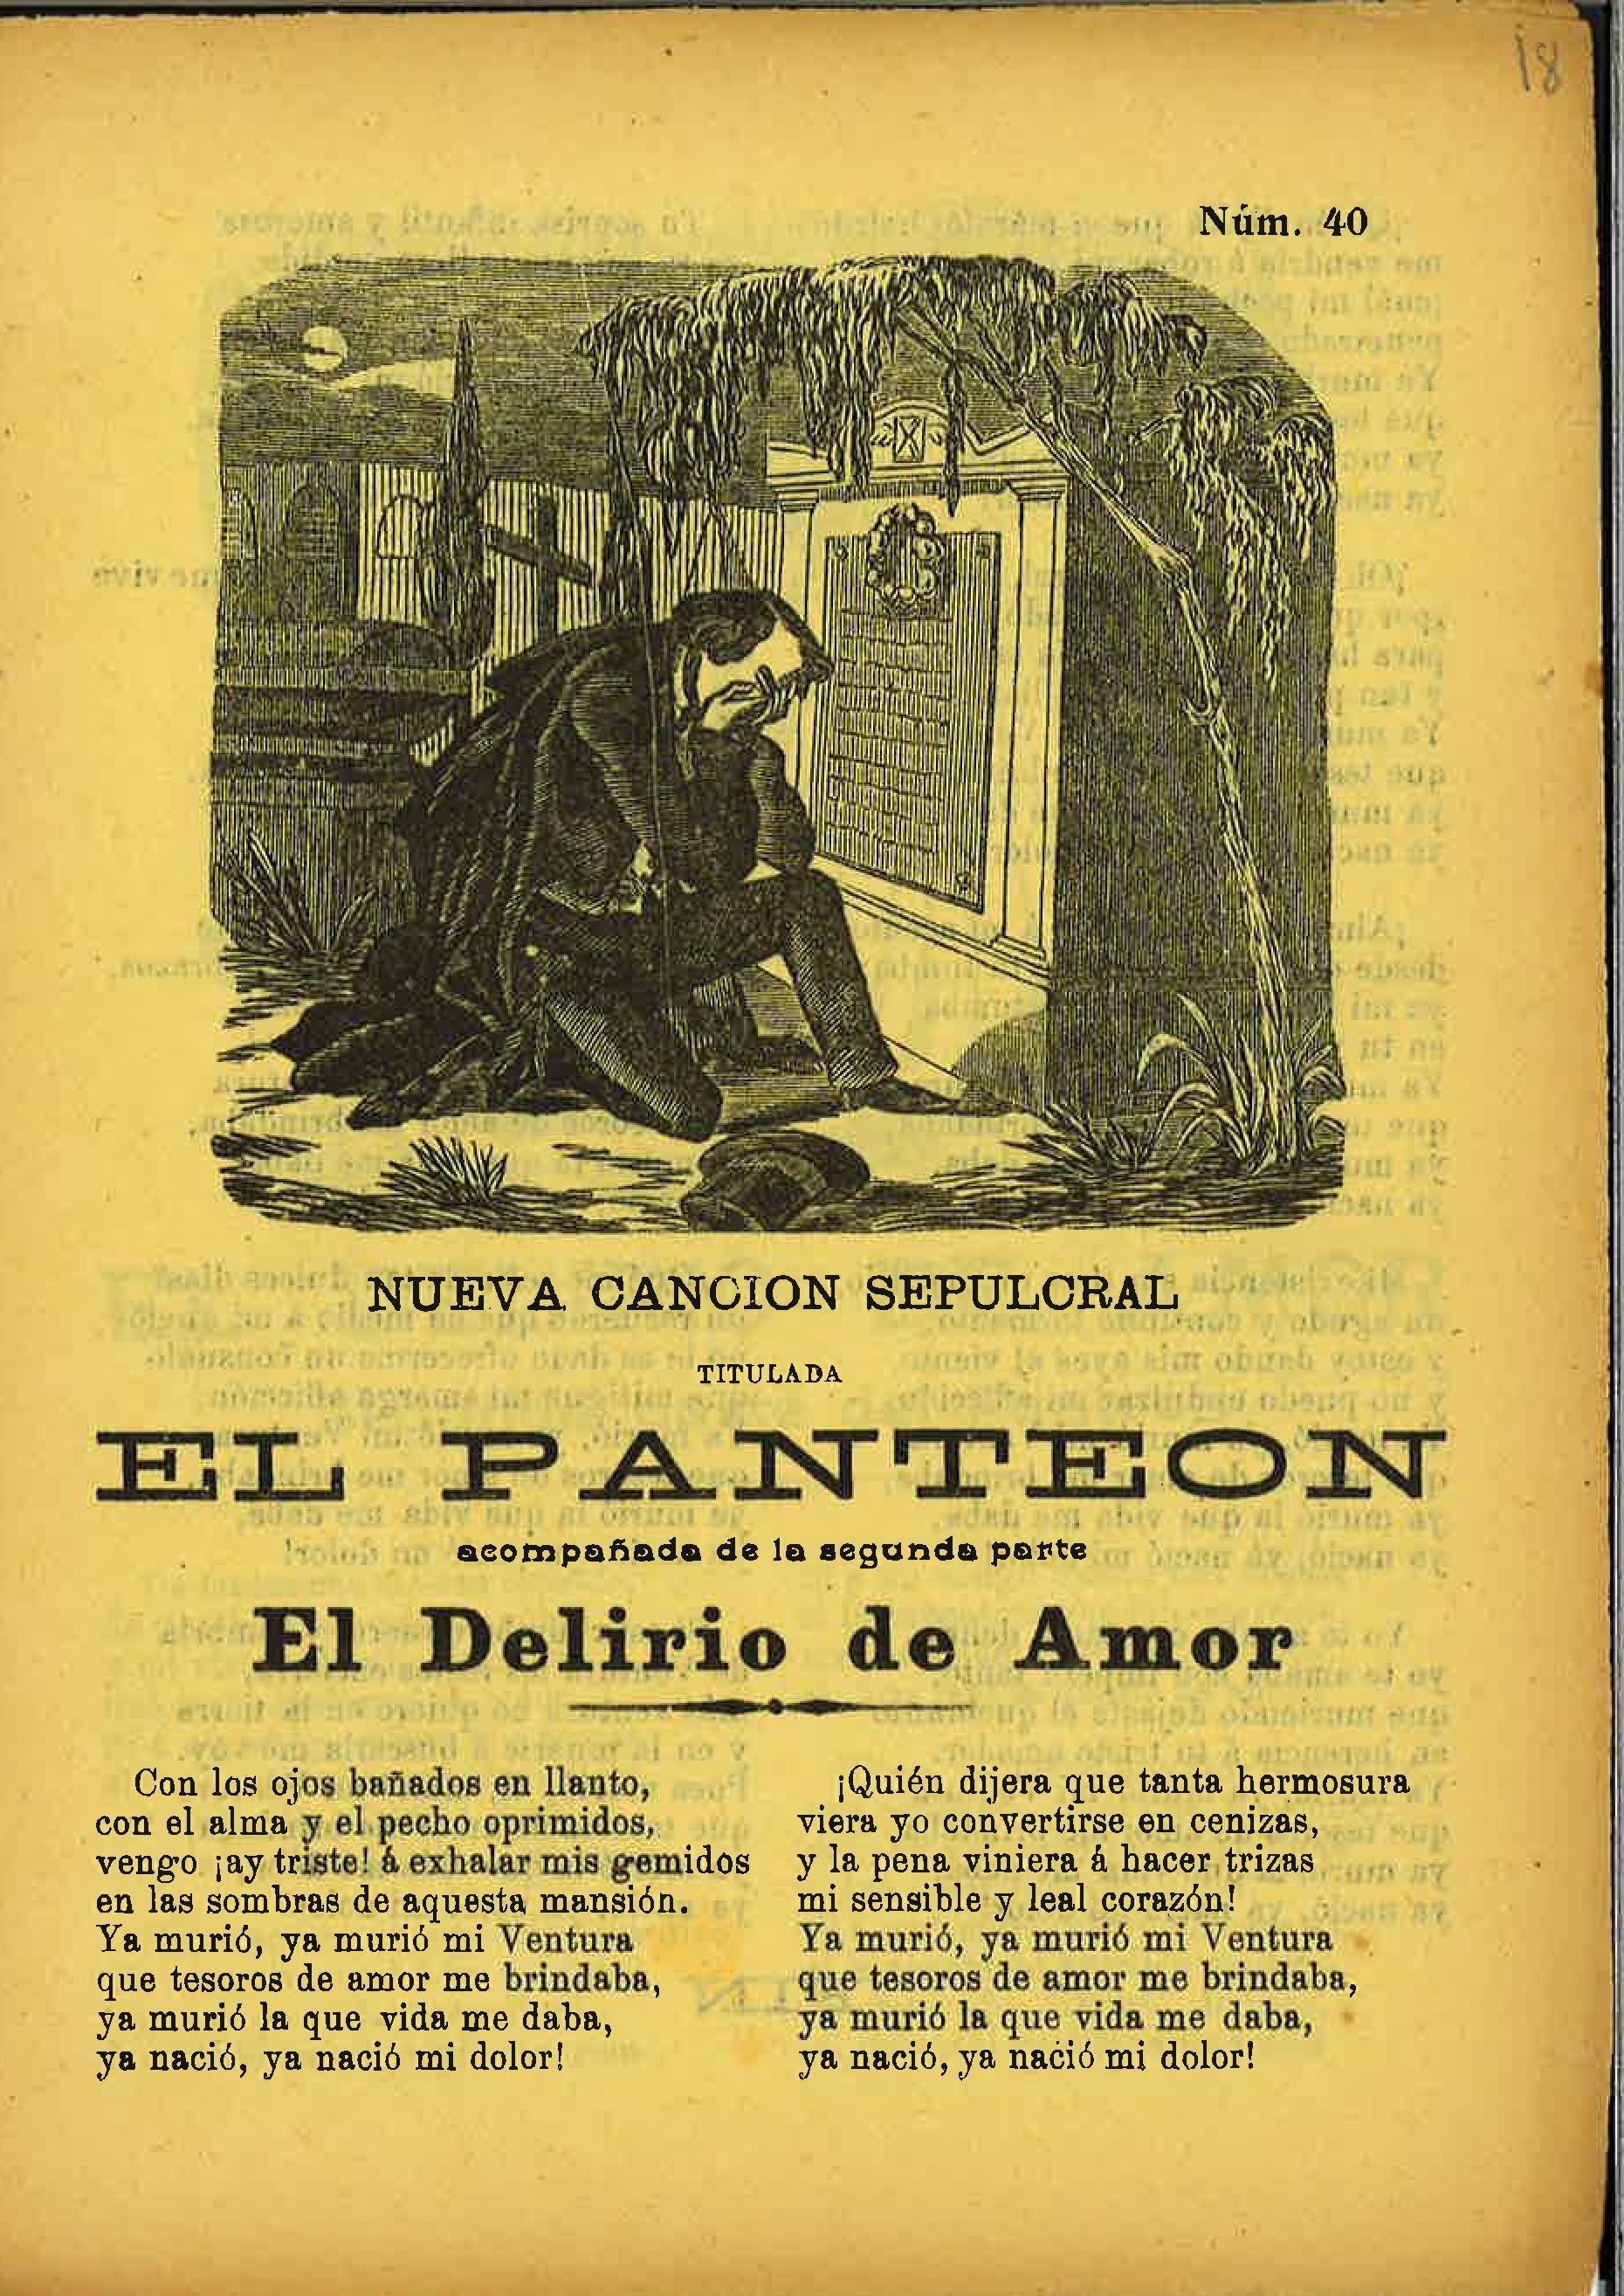 18
Núm. 40
NUEVA CANCION SEPULCRAL
TITULADA
EL PANTEON
acompañada de la segunda parte
El Delirio de Amor
Con los ojos bañados en llanto,
con el alma y el pecho oprimidos,
vengo ¡ay triste! á exhalar mis gemidos
en las sombras de aquesta mansión.
Ya murió, ya murió mi Ventura
que tesoros de amor me brindaba,
ya murió la que vida me daba,
ya nació, ya nació mi dolor!
¡Quién dijera que tanta hermosura
viera yo convertirse en cenizas,
y la pena viniera á hacer trizas
mi sensible y leal corazón!
Ya murió, ya murió mi Ventura
que tesoros de amor me brindaba,
ya murió la que vida me daba,
ya nació, ya nació mi dolor!